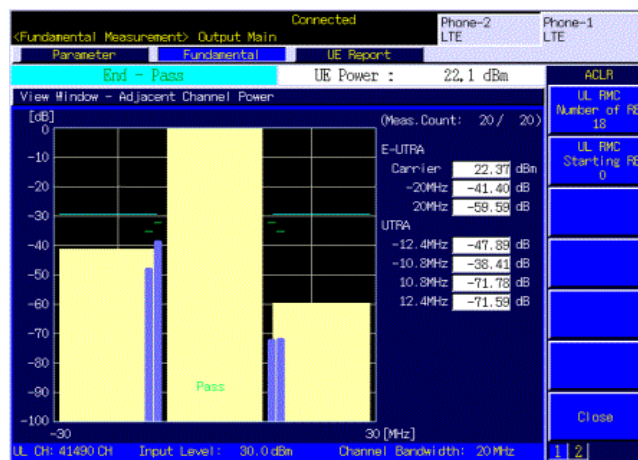 Connected
<Fundamental Measurement> Output Main
Phone-2
LTE
Phone-1
LTE
Parameter Fundamental UE Report
End - Pass UE Power : 22.1 dBm
ACLR
View Window - Adjacent Channel Power
UL RMC
Number of RB
18
UL RMC
Starting RB
0
Close
1 2
[dB]
0
-10
-20
-30
-40
-50
-60
-70
-80
-90
-100
-30
30 [MHz]
Pass
(Meas.Count: 20 / 20)
E-UTRA
Carrier 22.37 dBm
-20MHz -41.40 dB
20MHz -59.59 dB
UTRA
-12.4MHz -47.89 dB
-10.8MHz -38.41 dB
10.8MHz -71.78 dB
12.4MHz -71.59 dB
UL CH: 41490 CH Input Level: 30.0 dBm Channel Bandwidth: 20 MHz